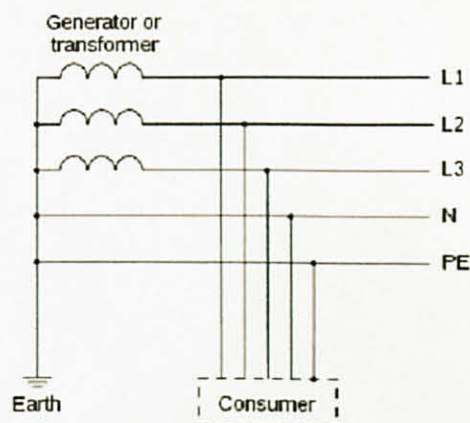 Generator or
transformer
L1
L2
L3
N
PE
Earth
Consumer